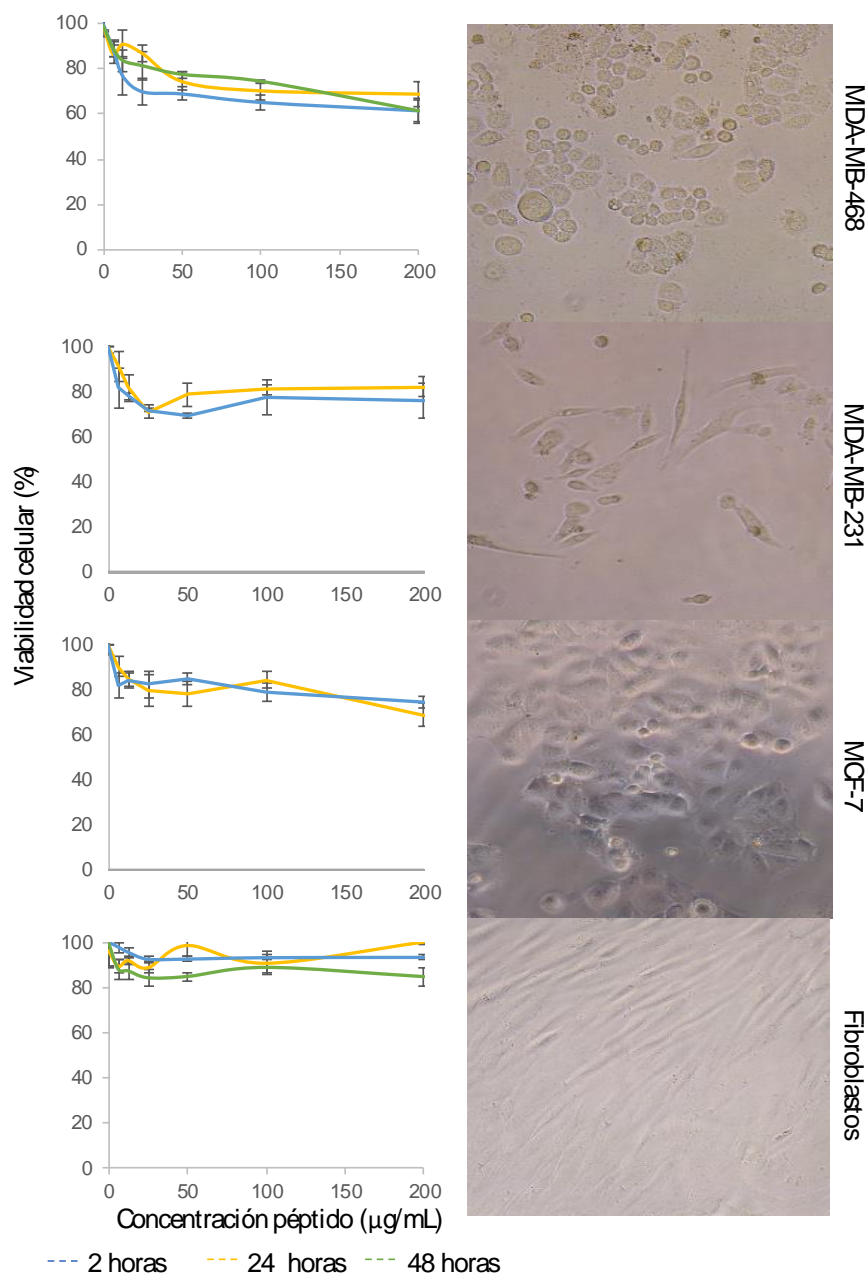 100
80
60
40
20
0
0 50 100 150 200
MDA-MB-468
100
80
60
40
20
0
0 50 100 150 200
MDA-MB-231
100
80
60
40
20
0
0 50 100 150 200
MCF-7
100
80
60
40
20
0
0 50 100 150 200
Fibroblastos
Viabilidad celular (%)
Concentración péptido (µg/mL)
2 horas 24 horas 48 horas